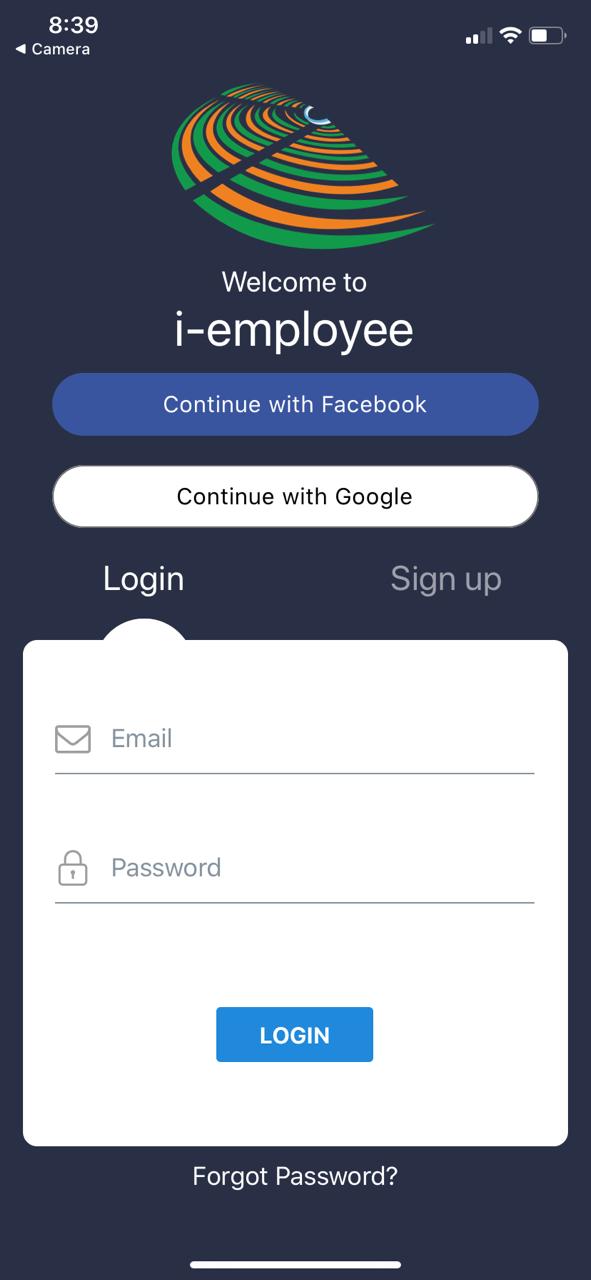 8:39
◀ Camera
Welcome to
i-employee
Continue with Facebook
Continue with Google
Login Sign up
Email
Password
LOGIN
Forgot Password?